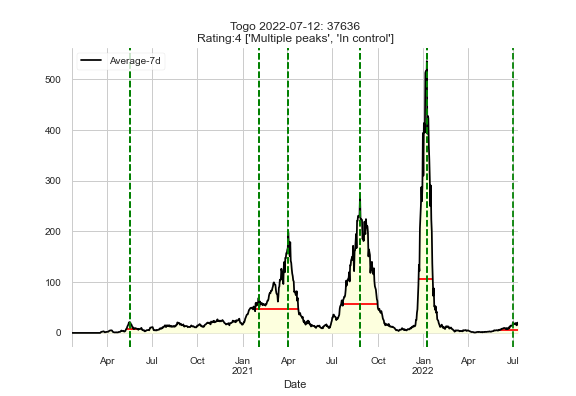 Togo 2022-07-12: 37636
Rating:4 ['Multiple peaks', 'In control']
Average-7d
500
400
300
200
100
0
Apr Jul Oct Jan Apr Jul Oct Jan Apr Jul
2021 2022
Date